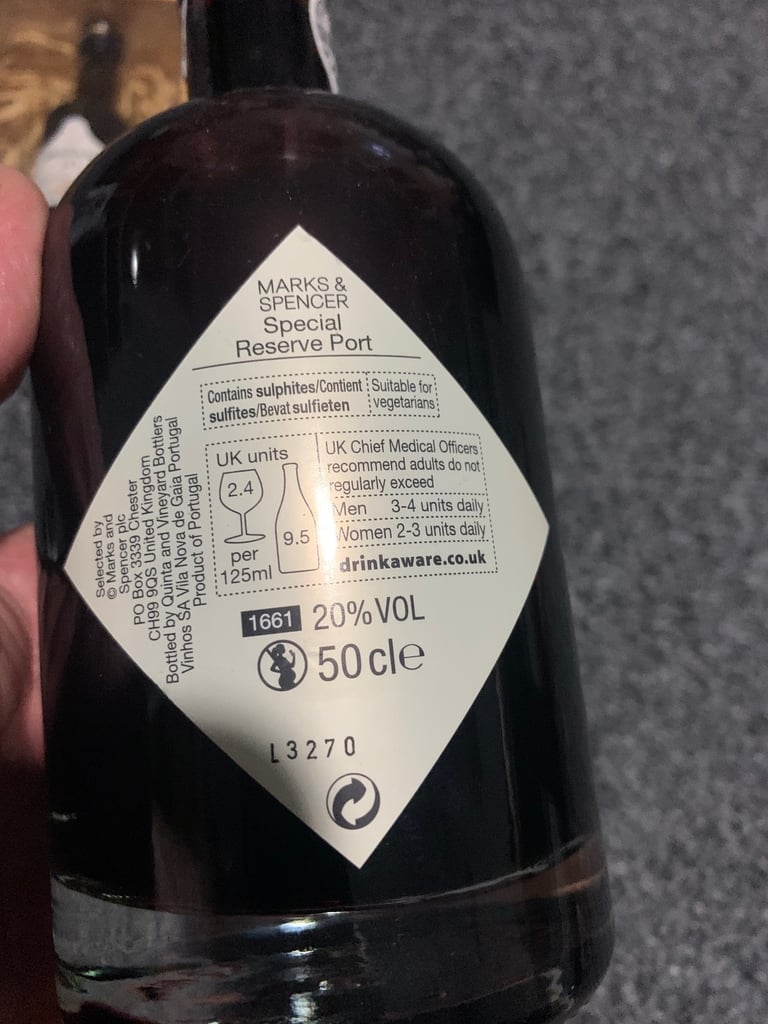 MARKS &
SPENCER
Special
Reserve Port
Contains sulphites/Contient
sulfites/Bevat sulfieten
Suitable for
vegetarians
UK units
2.4
per
125ml
9.5
UK Chief Medical Officers
recommend adults do not
regularly exceed
Men 3-4 units daily
Women 2-3 units daily
drinkaware.co.uk
1661 20% VOL
50 cl e
L3270
Selected by
© Marks and
Spencer plc
PO Box 3339 Chester
CH99 9QS United Kingdom
Bottled by Quinta and Vineyard Bottlers
Vinhos SA Vila Nova de Gaia Portugal
Product of Portugal